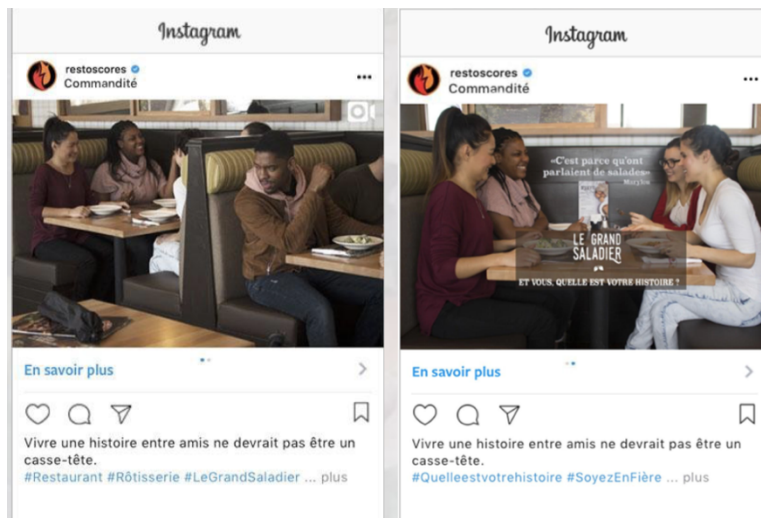 Instagram
restoscores
Commandité
En savoir plus
Vivre une histoire entre amis ne devrait pas être un
casse-tête.
#Restaurant #Rôtisserie #LeGrandSaladier ... plus
Instagram
restoscores
Commandité
«C'est parce qu'ont
parlaient de salades»
Marylou
LE GRAND
SALADIER
ET VOUS, QUELLE EST VOTRE HISTOIRE ?
En savoir plus
Vivre une histoire entre amis ne devrait pas être un
casse-tête.
#Quelleestvotrehistoire #SoyezEnFière ... plus